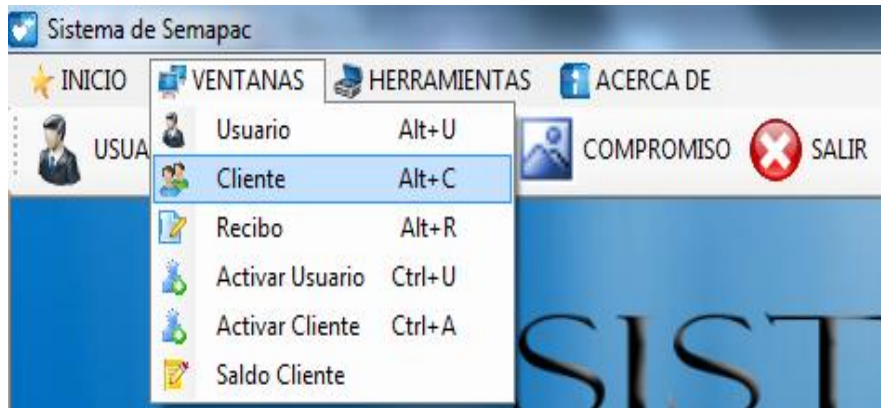 Sistema de Semapac
INICIO VENTANAS HERRAMIENTAS ACERCA DE
USUA COMPROMISO SALIR
Usuario Alt+U
Cliente Alt+C
Recibo Alt+R
Activar Usuario Ctrl+U
Activar Cliente Ctrl+A
Saldo Cliente
SIST